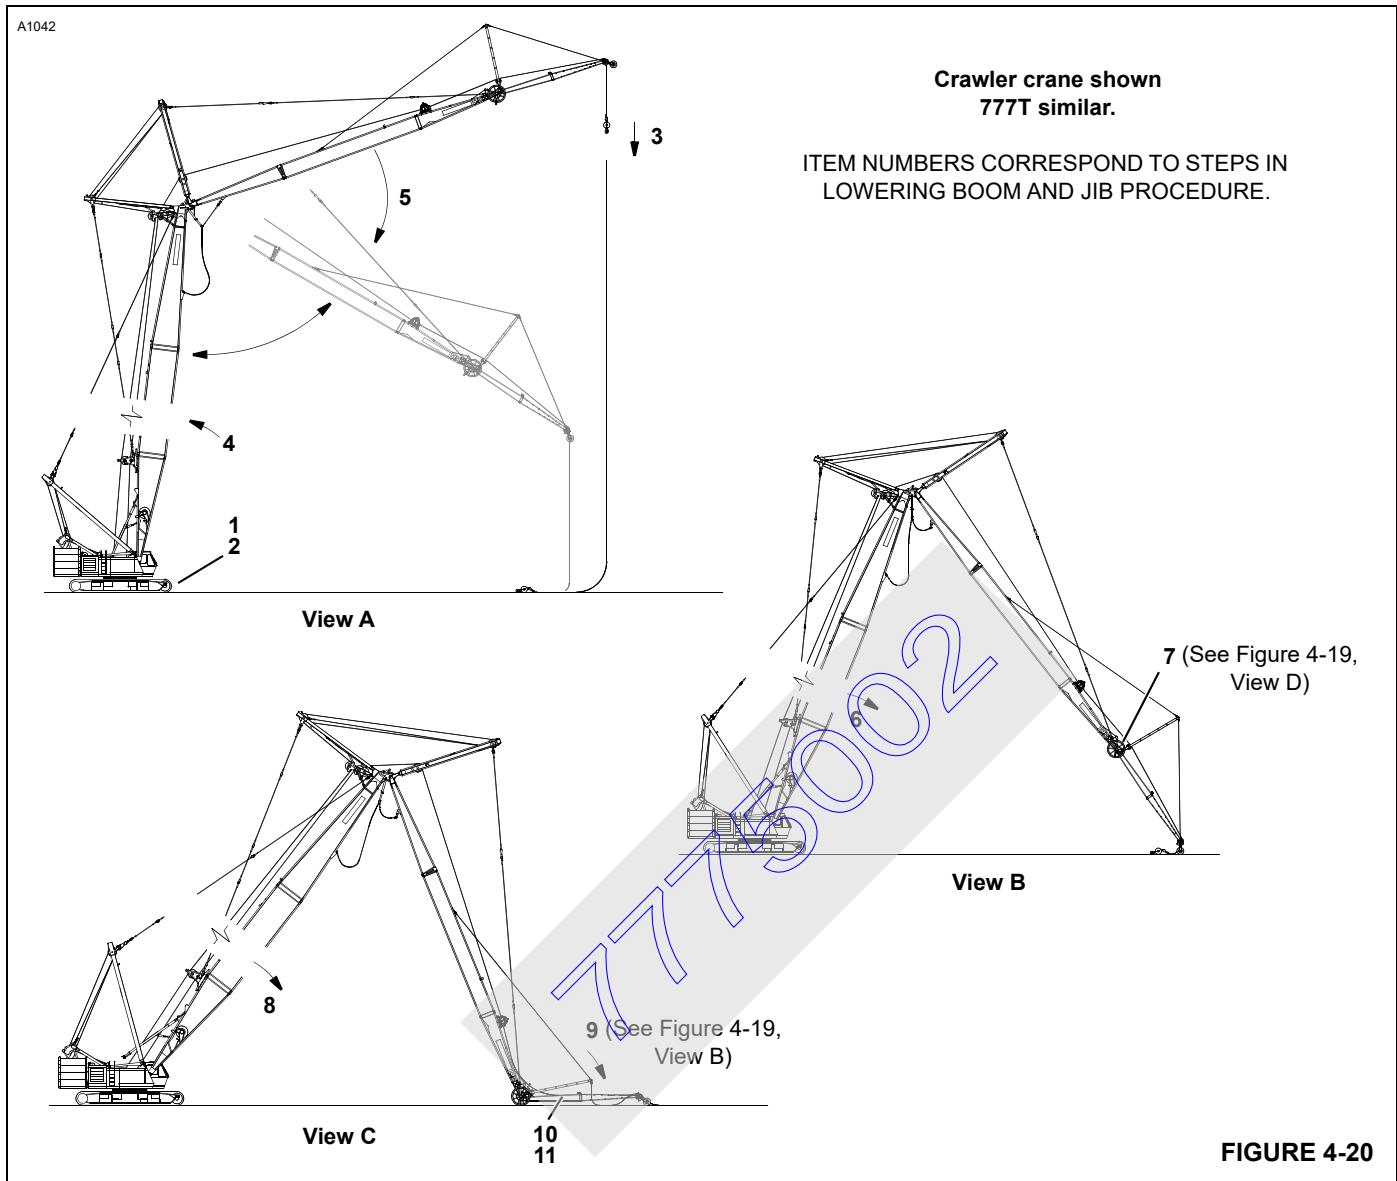 A1042
Crawler crane shown
777T similar.
ITEM NUMBERS CORRESPOND TO STEPS IN
LOWERING BOOM AND JIB PROCEDURE.
3
5
4
1
2
View A
7 (See Figure 4-19,
View D)
6
View B
8
9 (See Figure 4-19,
View B)
10
11
View C
7775002
FIGURE 4-20